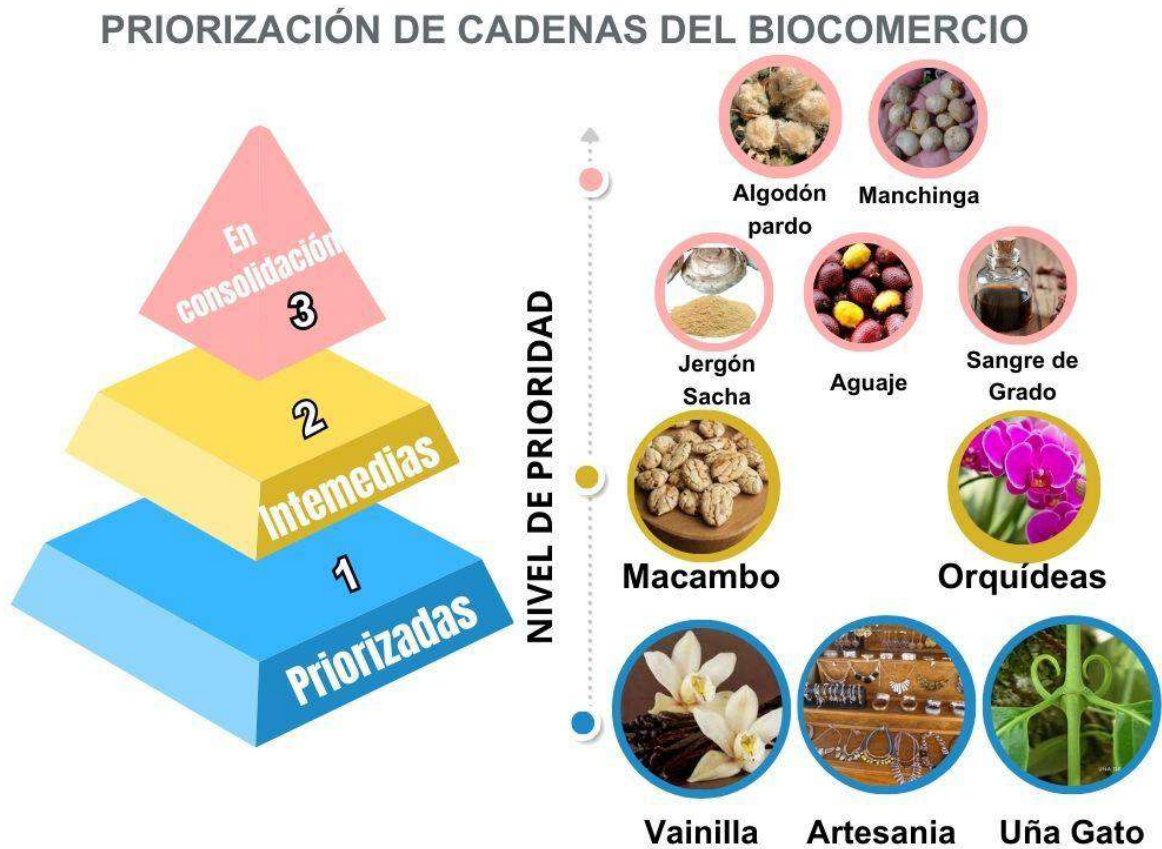 PRIORIZACIÓN DE CADENAS DEL BIOCOMERCIO
En
consolidación
3
2
Intemedias
1
Priorizadas
NIVEL DE PRIORIDAD
Algodón
pardo
Manchinga
Jergón
Sacha
Aguaje
Sangre de
Grado
Macambo
Orquídeas
Vainilla
Artesania
Uña Gato